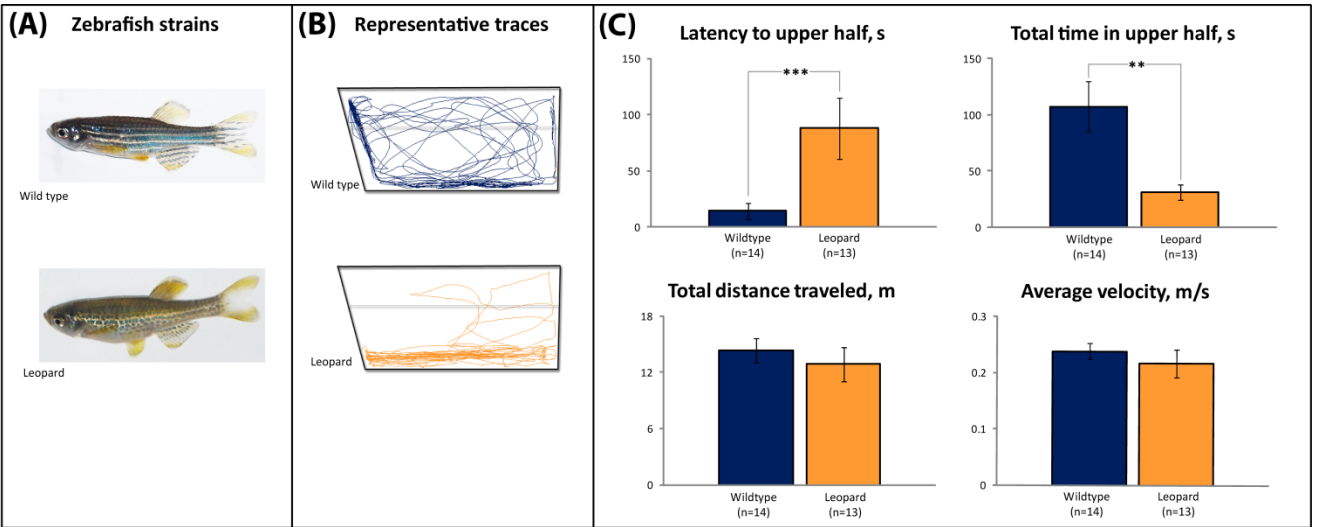 (A) Zebrafish strains
Wild type
Leopard
(B) Representative traces
Wild type
Leopard
(C)
Latency to upper half, s
150
100
50
0
***
Wildtype
(n=14)
Leopard
(n=13)
Total time in upper half, s
150
100
50
0
**
Wildtype
(n=14)
Leopard
(n=13)
Total distance traveled, m
18
12
6
0
Wildtype
(n=14)
Leopard
(n=13)
Average velocity, m/s
0.3
0.2
0.1
0
Wildtype
(n=14)
Leopard
(n=13)